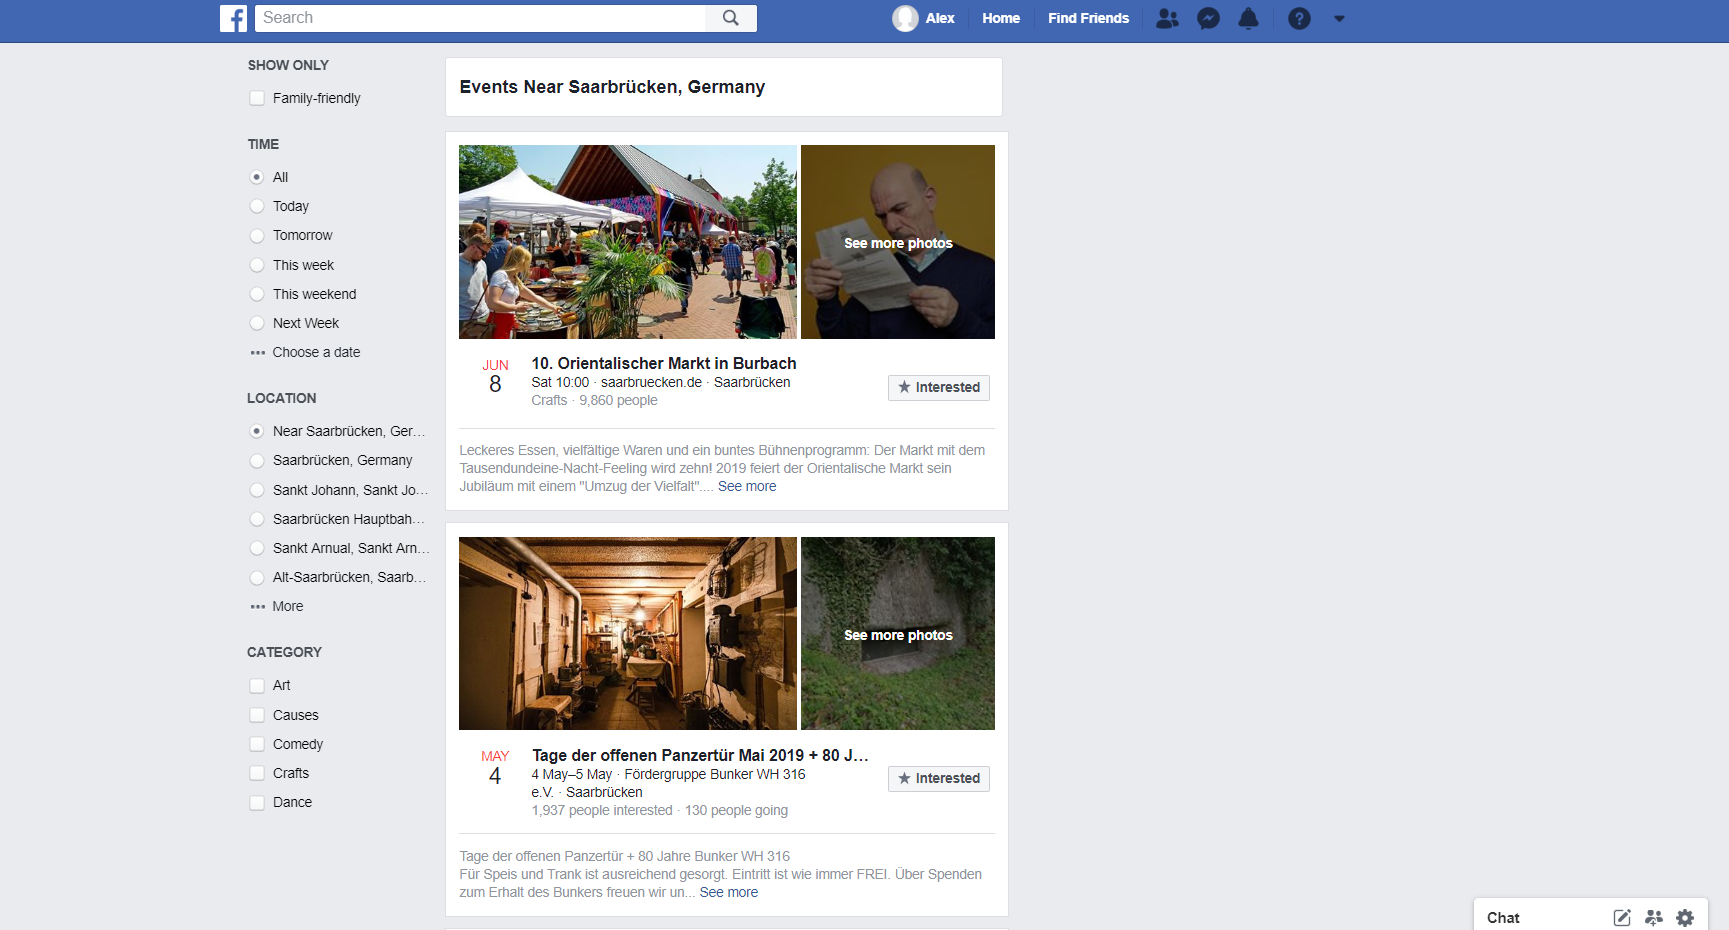 Search
Alex
Home
Find Friends
SHOW ONLY
Family-friendly
TIME
All
Today
Tomorrow
This week
This weekend
Next Week
Choose a date
LOCATION
Near Saarbrücken, Ger...
Saarbrücken, Germany
Sankt Johann, Sankt Jo...
Saarbrücken Hauptbah...
Sankt Arnual, Sankt Arn...
Alt-Saarbrücken, Saarb...
More
CATEGORY
Art
Causes
Comedy
Crafts
Dance
Events Near Saarbrücken, Germany
See more photos
JUN
8
10. Orientalischer Markt in Burbach
Sat 10:00 · saarbruecken.de · Saarbrücken
Crafts · 9,860 people
Interested
Leckeres Essen, vielfältige Waren und ein buntes Bühnenprogramm: Der Markt mit dem
Tausendundeine-Nacht-Feeling wird zehn! 2019 feiert der Orientalische Markt sein
Jubiläum mit einem "Umzug der Vielfalt".... See more
See more photos
MAY
4
Tage der offenen Panzertür Mai 2019 + 80 J...
4 May–5 May · Fördergruppe Bunker WH 316
e.V. · Saarbrücken
1,937 people interested · 130 people going
Interested
Tage der offenen Panzertür + 80 Jahre Bunker WH 316
Für Speis und Trank ist ausreichend gesorgt. Eintritt ist wie immer FREI. Über Spenden
zum Erhalt des Bunkers freuen wir un... See more
Chat